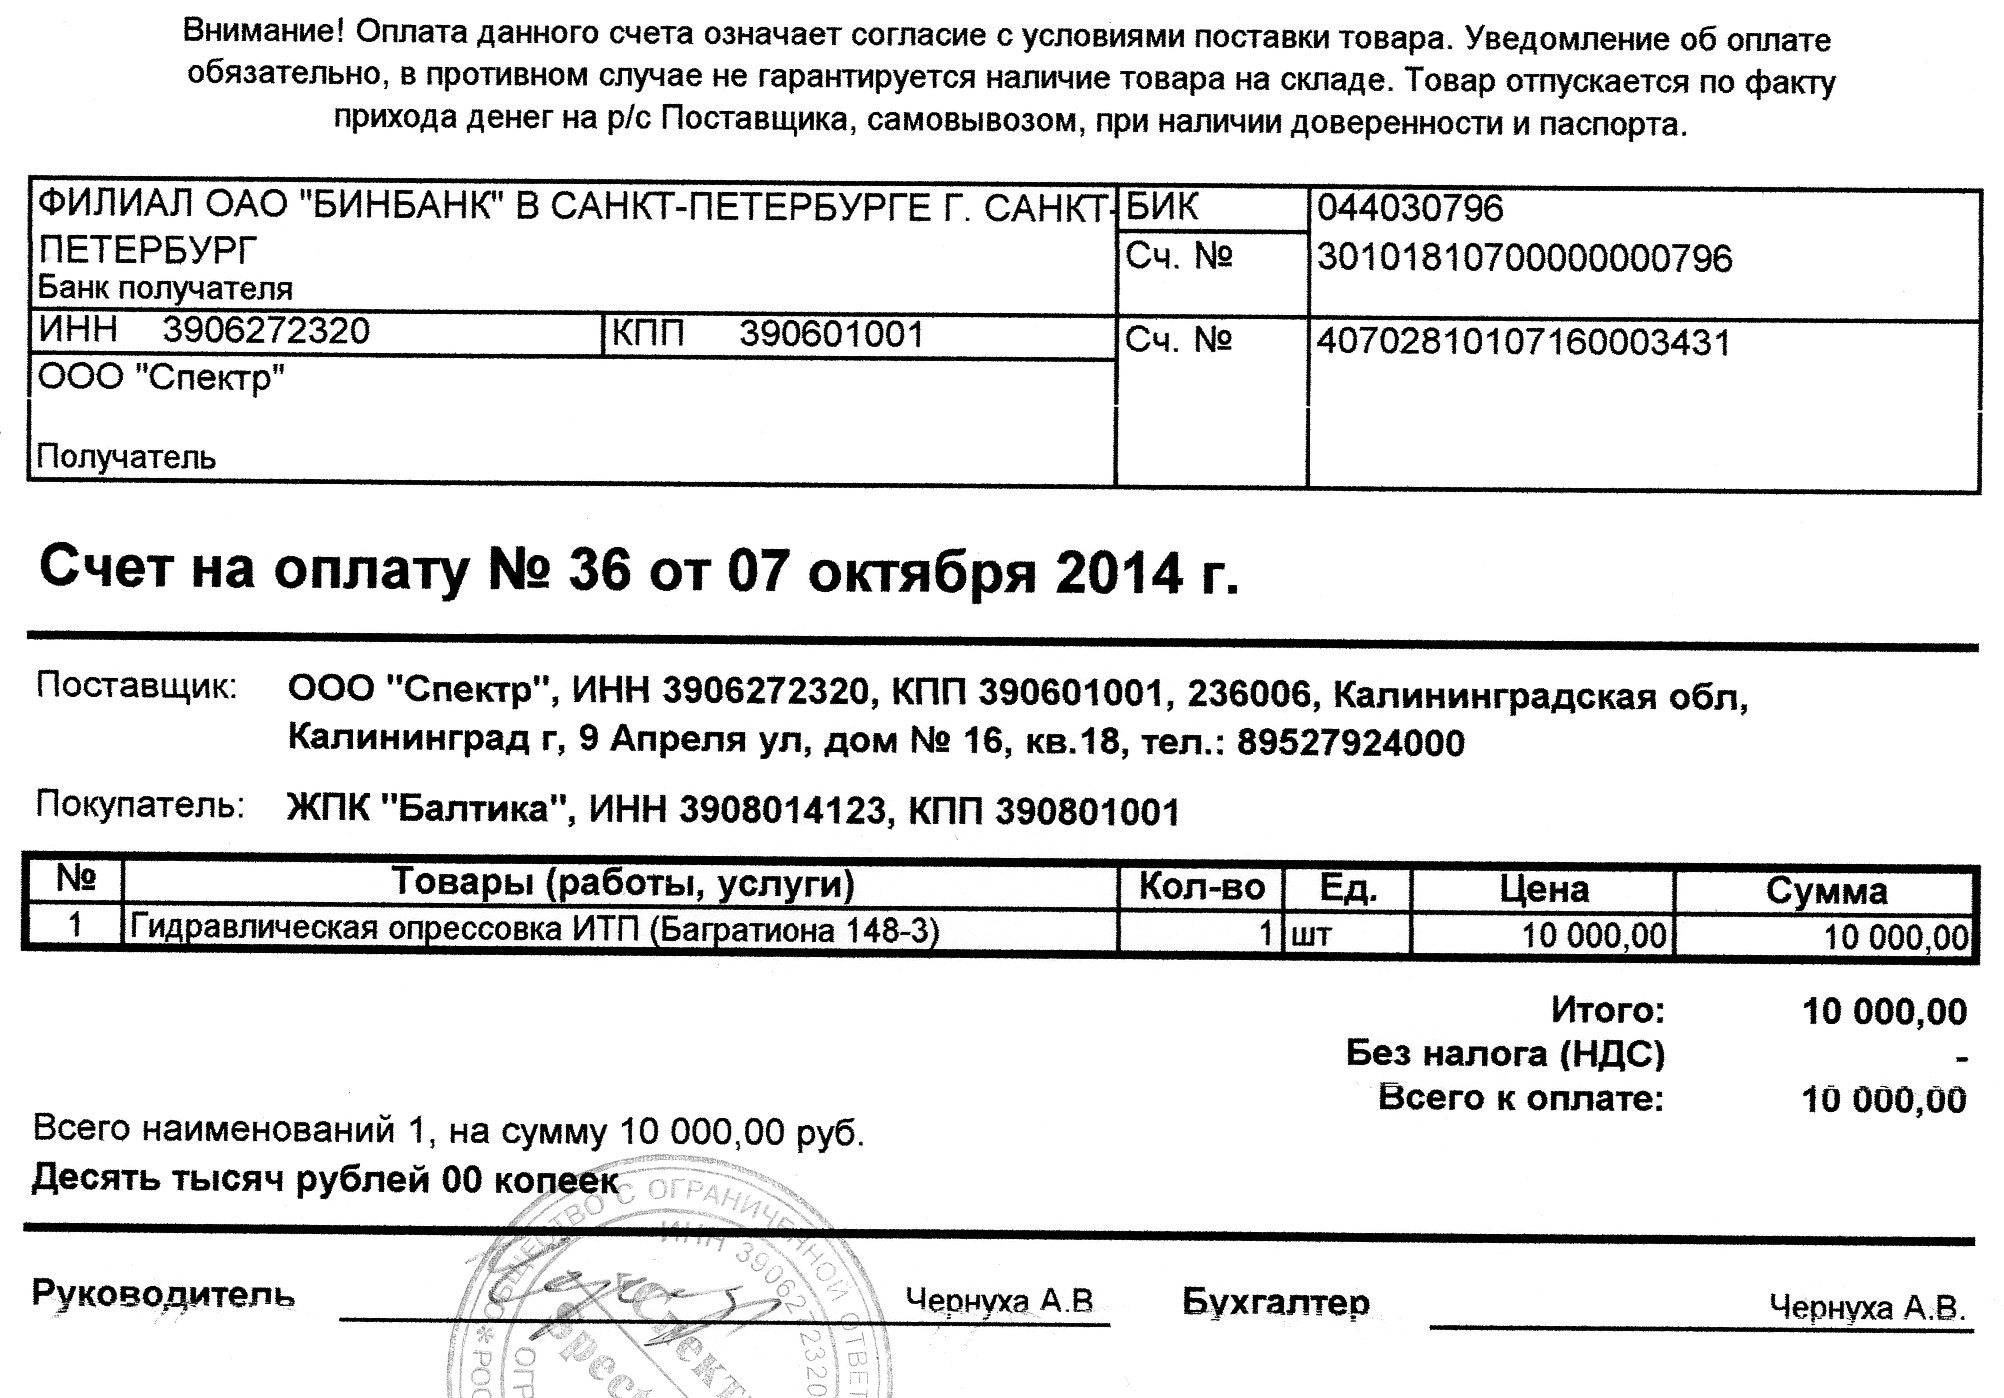 Внимание! Оплата данного счета означает согласие с условиями поставки товара. Уведомление об оплате
обязательно, в противном случае не гарантируется наличие товара на складе. Товар отпускается по факту
прихода денег на р/с Поставщика, самовывозом, при наличии доверенности и паспорта.
ФИЛИАЛ ОАО "БИНБАНК" В САНКТ-ПЕТЕРБУРГЕ Г. САНКТ- БИК 044030796
ПЕТЕРБУРГ Сч. № 30101810700000000796
Банк получателя
ИНН 3906272320 КПП 390601001 Сч. № 40702810107160003431
ООО "Спектр"
Получатель
Счет на оплату № 36 от 07 октября 2014 г.
Поставщик: ООО "Спектр", ИНН 3906272320, КПП 390601001, 236006, Калининградская обл,
Калининград г, 9 Апреля ул, дом № 16, кв.18, тел.: 89527924000
Покупатель: ЖПК "Балтика", ИНН 3908014123, КПП 390801001
№ Товары (работы, услуги) Кол-во Ед. Цена Сумма
1 Гидравлическая опрессовка ИТП (Багратиона 148-3) 1 шт 10 000,00 10 000,00
Итого: 10 000,00
Без налога (НДС) -
Всего к оплате: 10 000,00
Всего наименований 1, на сумму 10 000,00 руб.
Десять тысяч рублей 00 копеек
Руководитель Чернуха А.В Бухгалтер Чернуха А.В.
ОБЩЕСТВО С ОГРАНИЧЕННОЙ
ИНН 3906272320